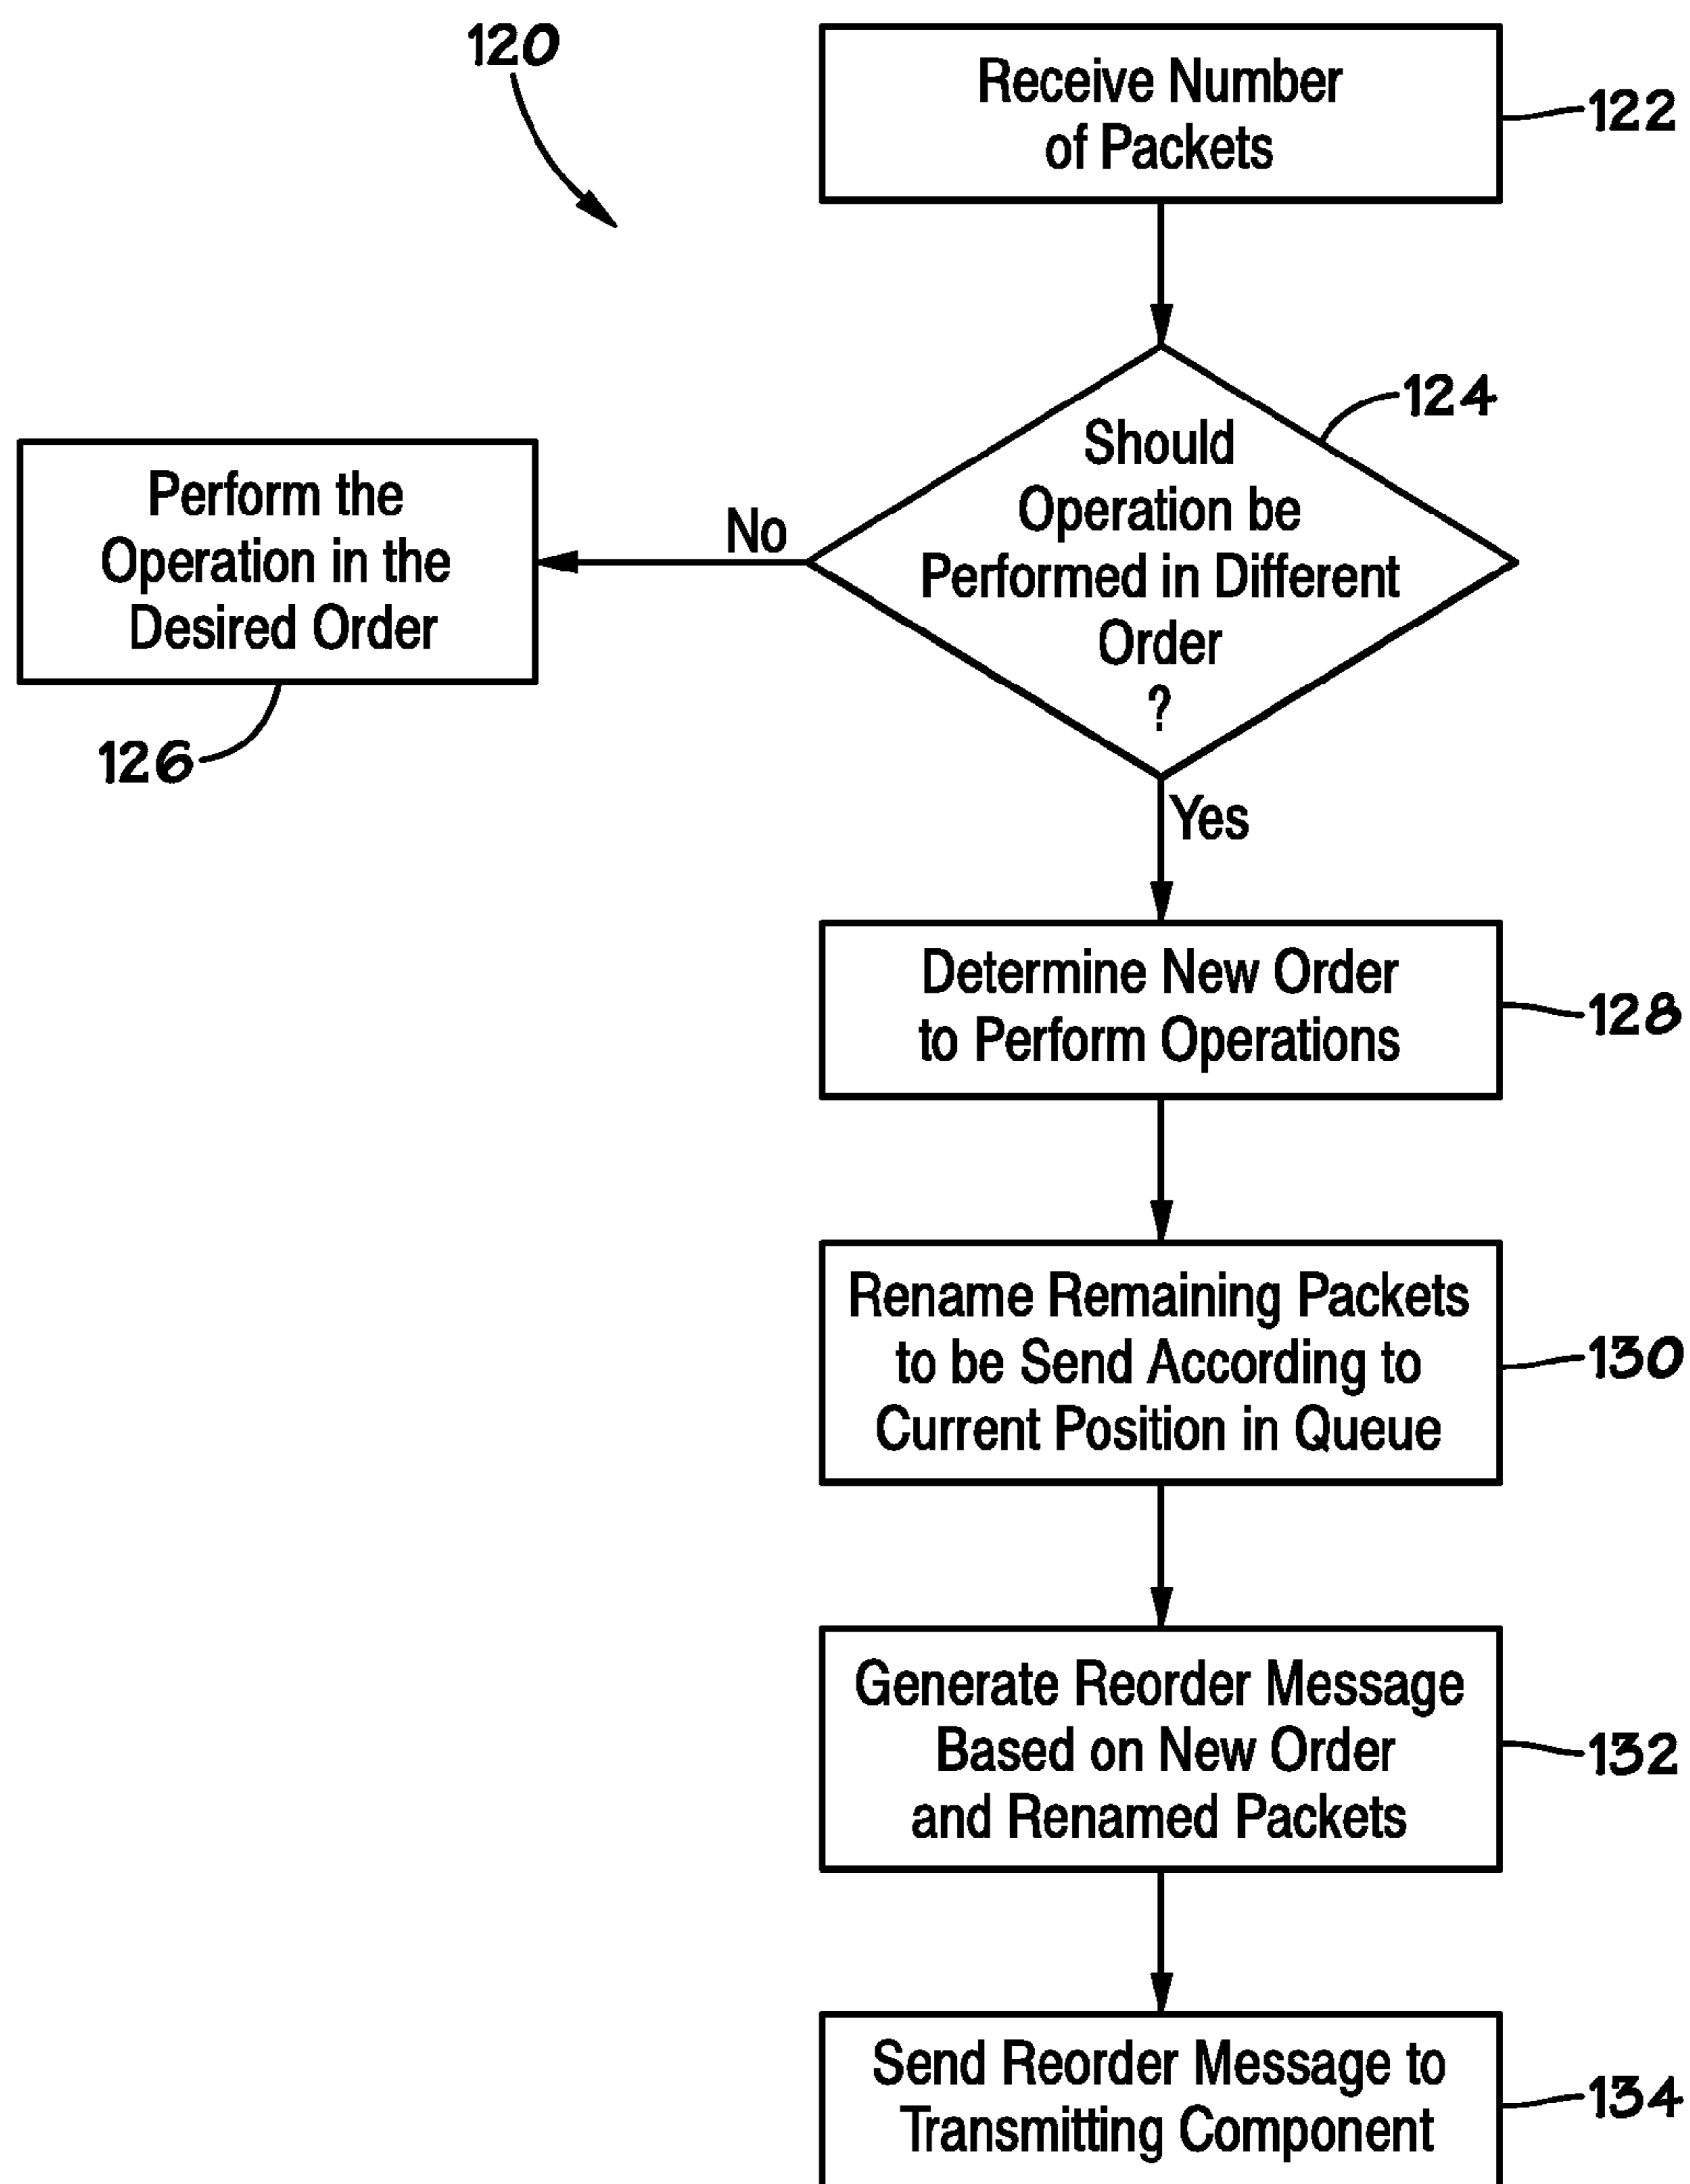 120
Receive Number
of Packets
122
124
Should
Operation be
Performed in Different
Order
?
No
Perform the
Operation in the
Desired Order
126
Yes
Determine New Order
to Perform Operations
128
Rename Remaining Packets
to be Send According to
Current Position in Queue
130
Generate Reorder Message
Based on New Order
and Renamed Packets
132
Send Reorder Message to
Transmitting Component
134